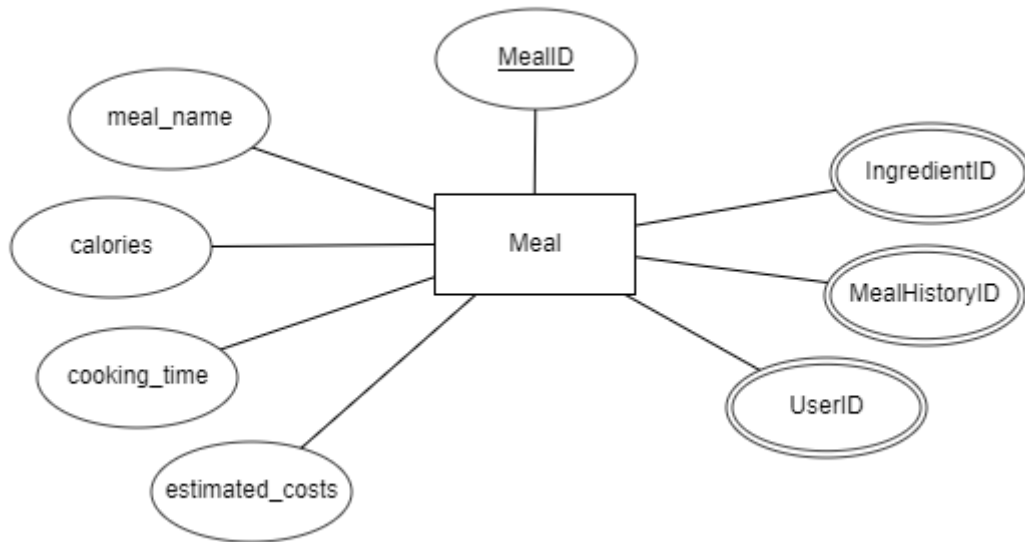 MealID
meal_name
IngredientID
calories
Meal
MealHistoryID
cooking_time
UserID
estimated_costs